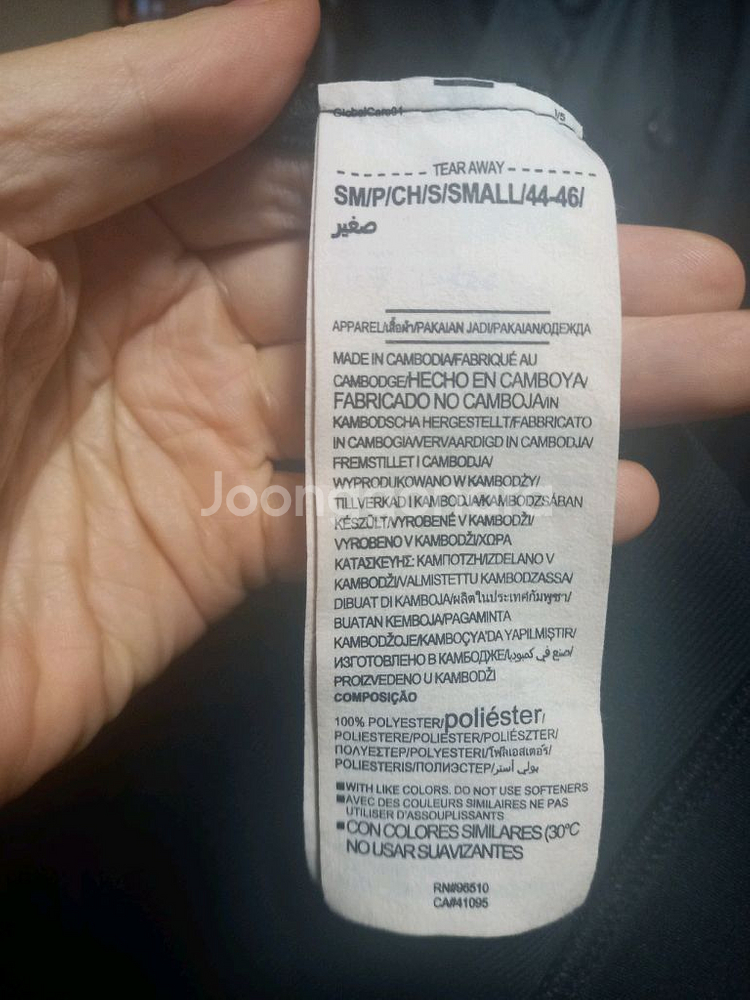 GlobalCare01 1/5
TEAR AWAY
SM/P/CH/S/SMALL/44-46/
صغير
APPAREL/เสื้อผ้า/PAKAIAN JADI/PAKAIAN/ОДЕЖДА
MADE IN CAMBODIA/FABRIQUÉ AU
CAMBODGE/HECHO EN CAMBOYA/
FABRICADO NO CAMBOJA/IN
KAMBODSCHA HERGESTELLT/FABBRICATO
IN CAMBOGIA/VERVAARDIGD IN CAMBODJA/
FREMSTILLET I CAMBODJA/
WYPRODUKOWANO W KAMBODŻY/
TILLVERKAD I KAMBODJA/KAMBODZSÁBAN
KÉSZÜLT/VYROBENÉ V KAMBODŽI/
VYROBENO V KAMBODŽI/ΧΩΡΑ
ΚΑΤΑΣΚΕΥΗΣ: ΚΑΜΠΟΤΖΗ/IZDELANO V
KAMBODŽI/VALMISTETTU KAMBODZASSA/
DIBUAT DI KAMBOJA/ผลิตในประเทศกัมพูชา/
BUATAN KEMBOJA/PAGAMINTA
KAMBODŽOJE/KAMBOÇYA'DA YAPILMIŞTIR/
ИЗГОТОВЛЕНО В КАМБОДЖЕ/صنع في كمبوديا/
PROIZVEDENO U KAMBODŽI
COMPOSIÇÃO
100% POLYESTER/poliéster/
POLIESTERE/POLIESTER/POLIÉSZTER/
ΠΟΛΥΕΣΤΕΡ/POLYESTERI/โพลีเอสเตอร์/
POLIESTERIS/ПОЛИЭСТЕР/بولي أستر
■WITH LIKE COLORS. DO NOT USE SOFTENERS
■AVEC DES COULEURS SIMILAIRES NE PAS
UTILISER D'ASSOUPLISSANTS
■CON COLORES SIMILARES (30°C
NO USAR SUAVIZANTES
RN#96510
CA#41095